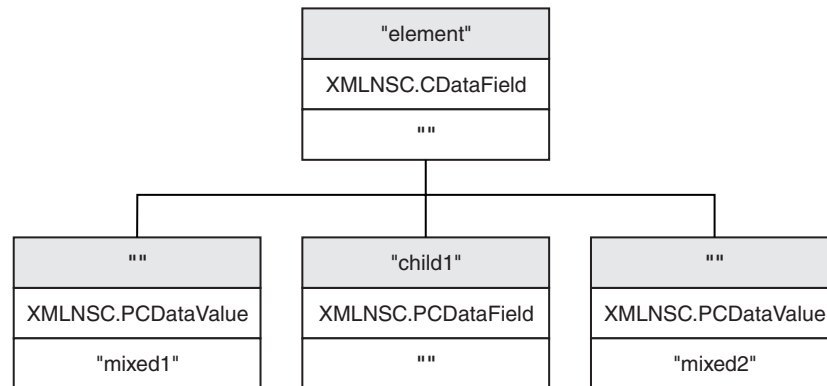 "element"
XMLNSC.CDataField
""
""
XMLNSC.PCDataValue
"mixed1"
"child1"
XMLNSC.PCDataField
""
""
XMLNSC.PCDataValue
"mixed2"